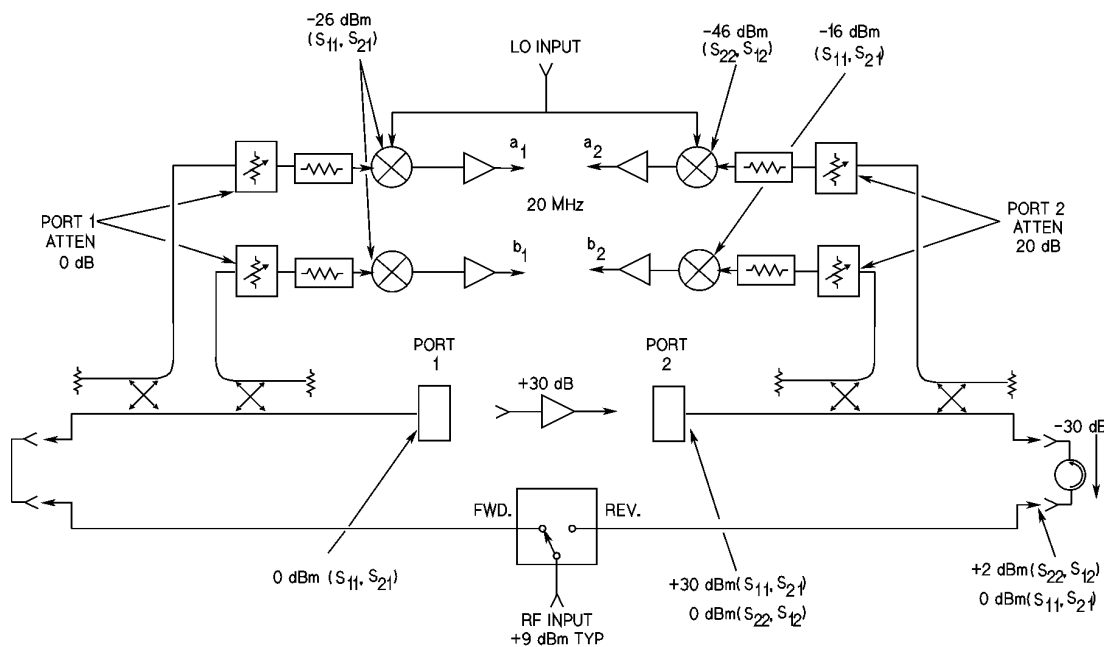 -26 dBm
(S11, S21)
LO INPUT
-46 dBm
(S22, S12)
-16 dBm
(S11, S21)
a1
a2
20 MHz
b1
b2
PORT 1
ATTEN
0 dB
PORT 2
ATTEN
20 dB
PORT
1
+30 dB
PORT
2
-30 dB
FWD.
REV.
0 dBm (S11, S21)
RF INPUT
+9 dBm TYP
+30 dBm(S11, S21)
0 dBm(S22, S12)
+2 dBm(S22, S12)
0 dBm(S11, S21)